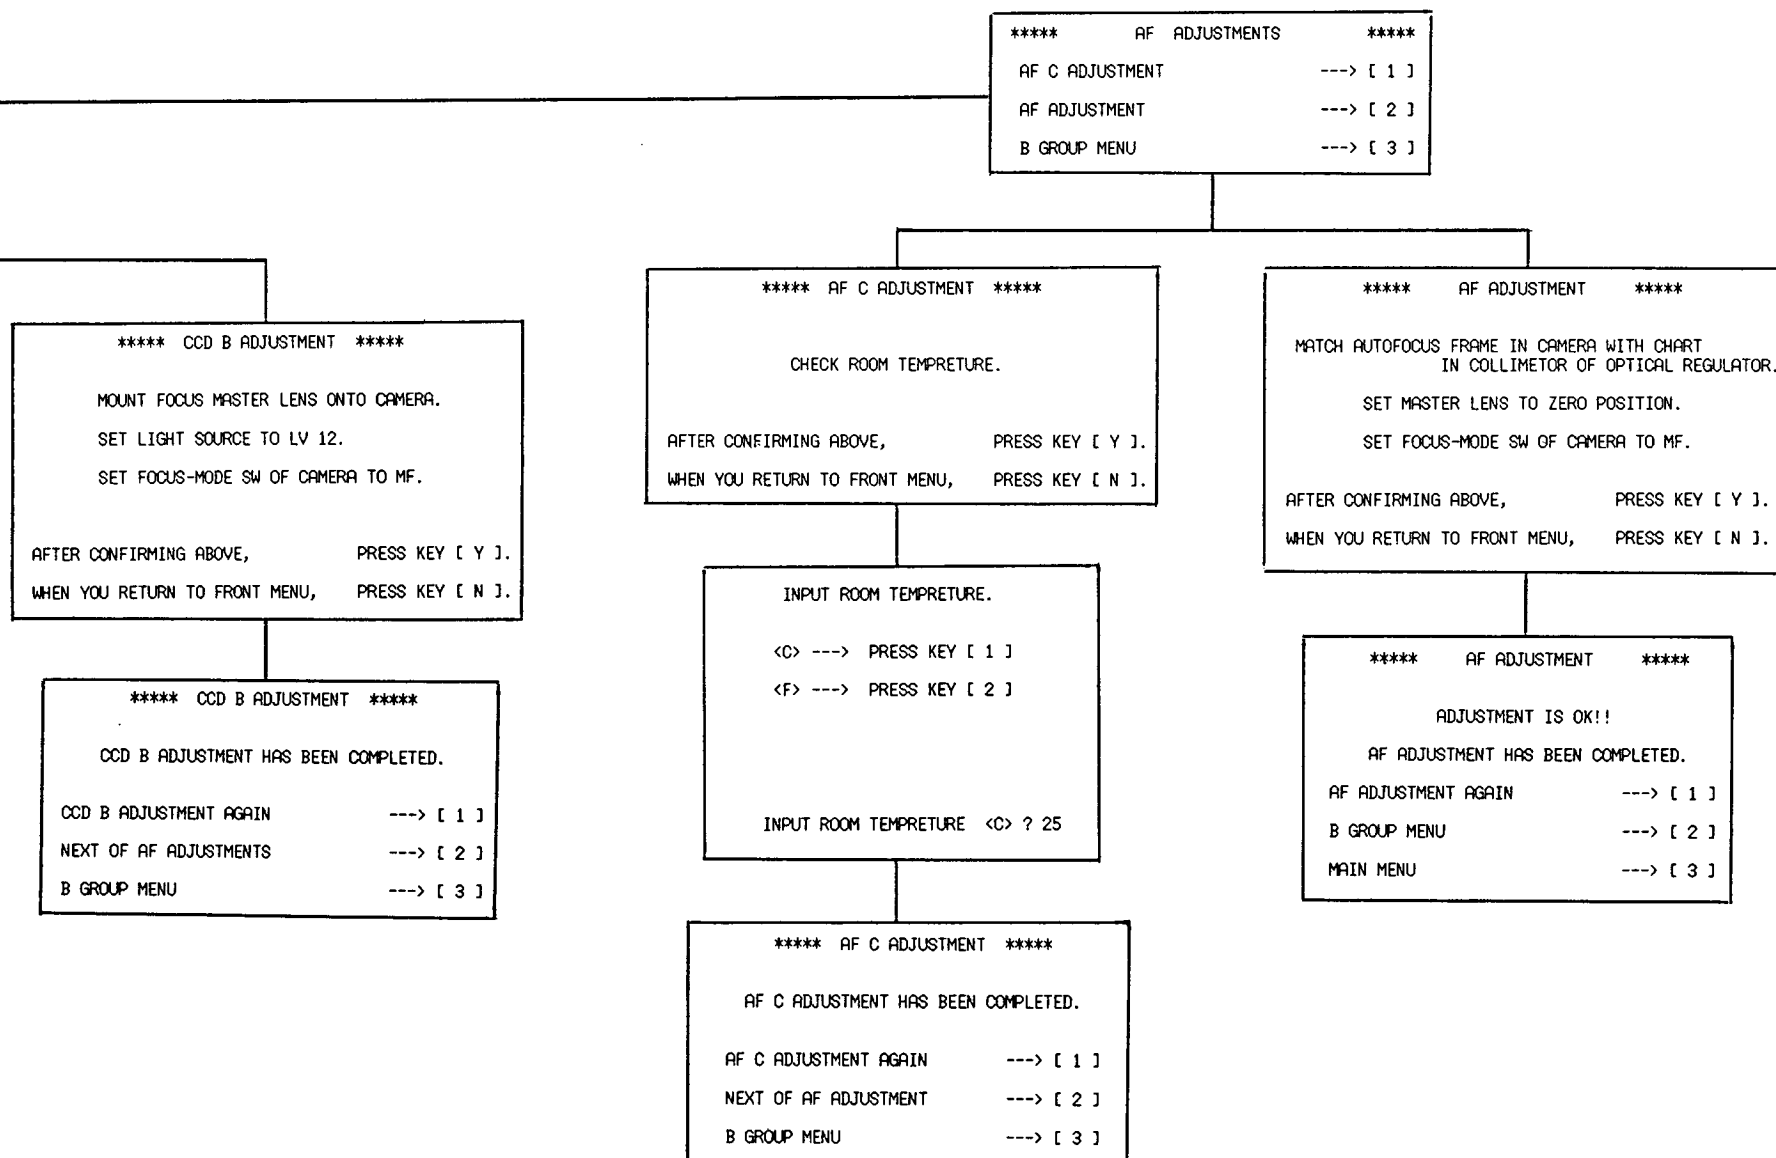 ***** AF ADJUSTMENTS *****
AF C ADJUSTMENT ---> [ 1 ]
AF ADJUSTMENT ---> [ 2 ]
B GROUP MENU ---> [ 3 ]
***** CCD B ADJUSTMENT *****
MOUNT FOCUS MASTER LENS ONTO CAMERA.
SET LIGHT SOURCE TO LV 12.
SET FOCUS-MODE SW OF CAMERA TO MF.
AFTER CONFIRMING ABOVE, PRESS KEY [ Y ].
WHEN YOU RETURN TO FRONT MENU, PRESS KEY [ N ].
***** CCD B ADJUSTMENT *****
CCD B ADJUSTMENT HAS BEEN COMPLETED.
CCD B ADJUSTMENT AGAIN ---> [ 1 ]
NEXT OF AF ADJUSTMENTS ---> [ 2 ]
B GROUP MENU ---> [ 3 ]
***** AF C ADJUSTMENT *****
CHECK ROOM TEMPRETURE.
AFTER CONFIRMING ABOVE, PRESS KEY [ Y ].
WHEN YOU RETURN TO FRONT MENU, PRESS KEY [ N ].
INPUT ROOM TEMPRETURE.
<C> ---> PRESS KEY [ 1 ]
<F> ---> PRESS KEY [ 2 ]
INPUT ROOM TEMPRETURE <C> ? 25
***** AF C ADJUSTMENT *****
AF C ADJUSTMENT HAS BEEN COMPLETED.
AF C ADJUSTMENT AGAIN ---> [ 1 ]
NEXT OF AF ADJUSTMENT ---> [ 2 ]
B GROUP MENU ---> [ 3 ]
***** AF ADJUSTMENT *****
MATCH AUTOFOCUS FRAME IN CAMERA WITH CHART
IN COLLIMETOR OF OPTICAL REGULATOR.
SET MASTER LENS TO ZERO POSITION.
SET FOCUS-MODE SW OF CAMERA TO MF.
AFTER CONFIRMING ABOVE, PRESS KEY [ Y ].
WHEN YOU RETURN TO FRONT MENU, PRESS KEY [ N ].
***** AF ADJUSTMENT *****
ADJUSTMENT IS OK!!
AF ADJUSTMENT HAS BEEN COMPLETED.
AF ADJUSTMENT AGAIN ---> [ 1 ]
B GROUP MENU ---> [ 2 ]
MAIN MENU ---> [ 3 ]